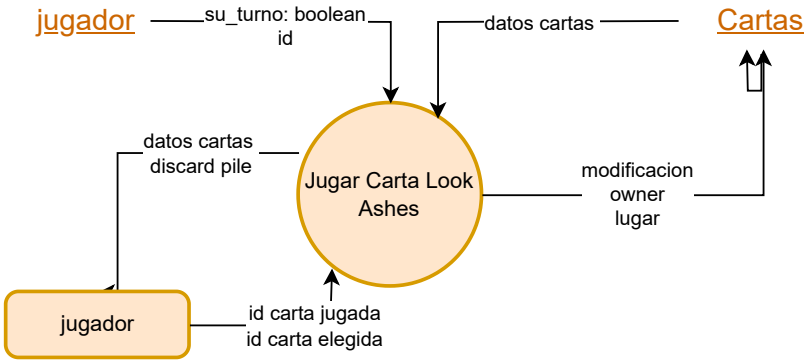 jugador
su_turno: boolean
id
datos cartas
Cartas
datos cartas
discard pile
Jugar Carta Look
Ashes
modificacion
owner
lugar
jugador
id carta jugada
id carta elegida